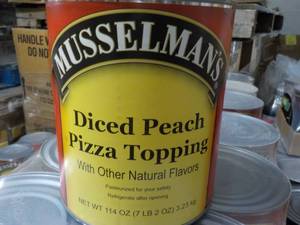 HANDLE W
DO NO
MUSSELMAN'S
Diced Peach
Pizza Topping
With Other Natural Flavors
Pasteurized for your safety
Refrigerate after opening
NET WT 114 OZ (7 LB 2 OZ) 3.23 kg